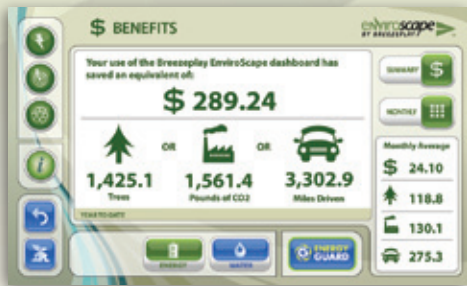 $ BENEFITS
enviroscape
BY BREEZEPLAY
Your use of the Breezeplay EnviroScape dashboard has
saved an equivalent of:
$ 289.24
OR OR
1,425.1 1,561.4 3,302.9
Trees Pounds of CO2 Miles Driven
YEAR TO DATE
ENERGY WATER ENERGY GUARD
SUMMARY $
MONTHLY
Monthly Average
$ 24.10
118.8
130.1
275.3